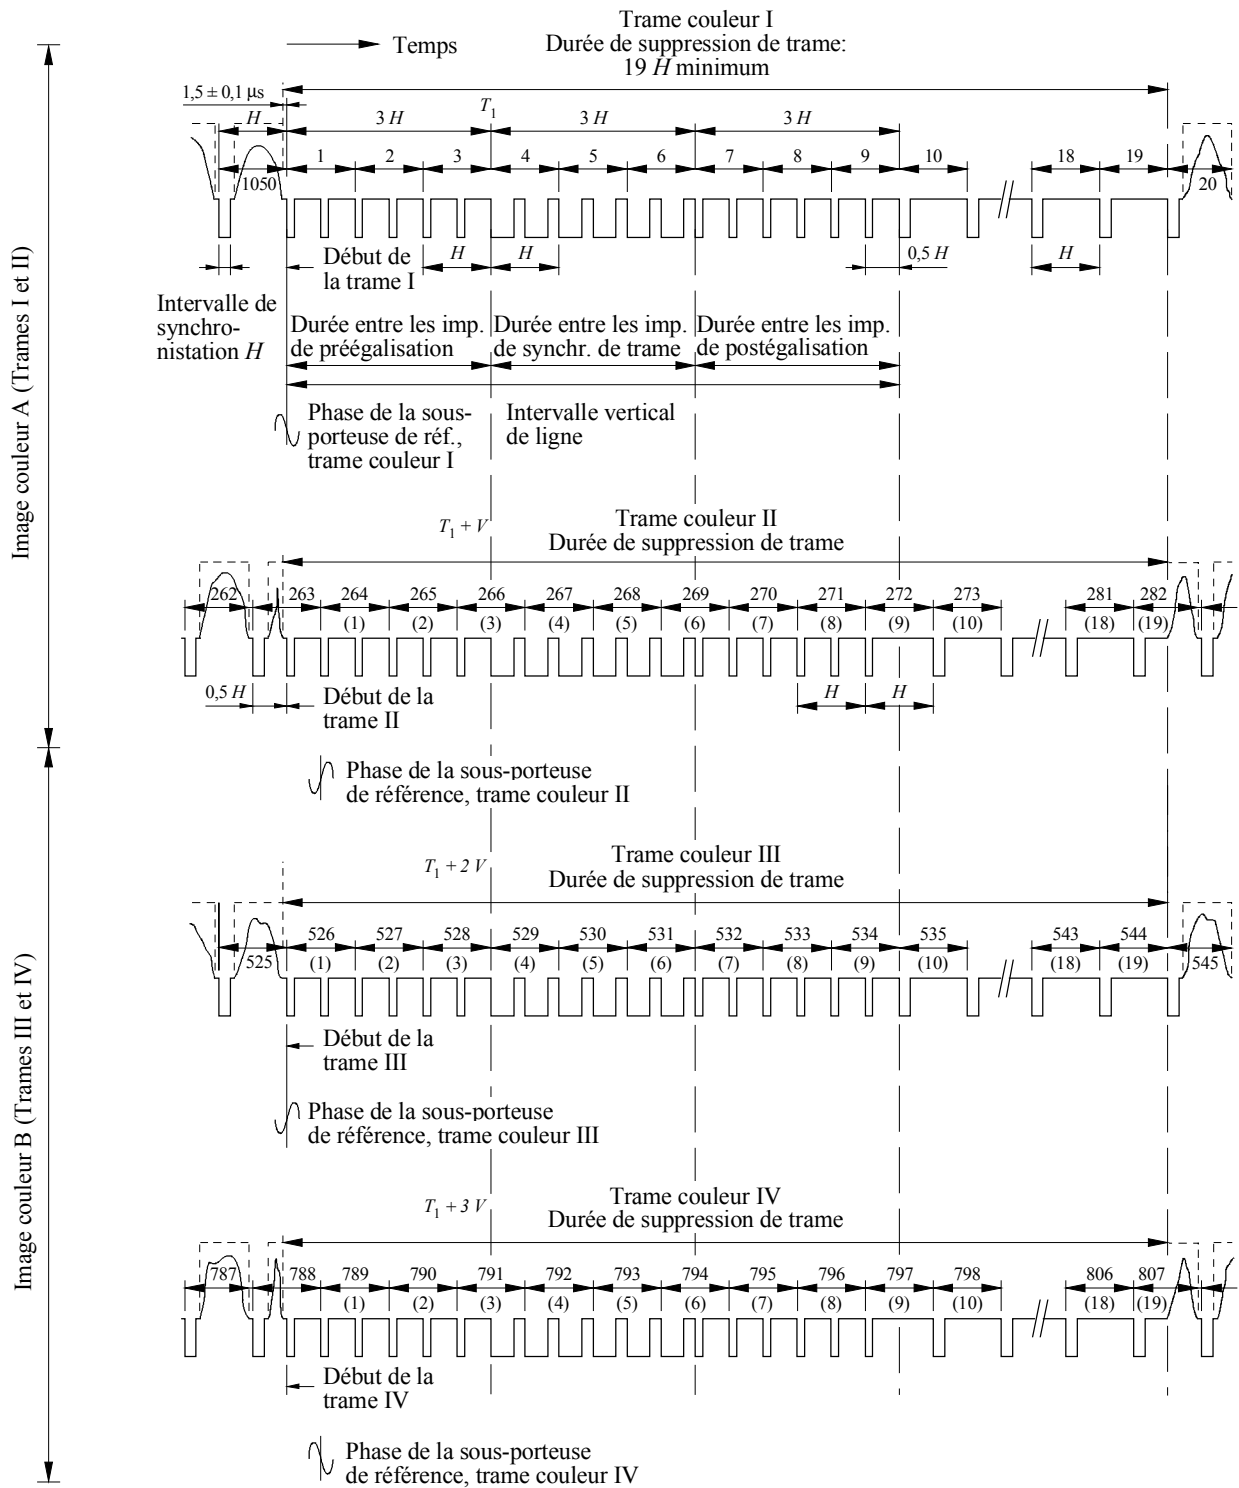 Trame couleur I
Temps
Durée de suppression de trame:
19 H minimum
1,5 ± 0,1 µs
T1
H
3 H
3 H
3 H
1 2 3 4 5 6 7 8 9 10 18 19
1050
20
Début de
la trame I
H
H
0,5 H
H
Intervalle de
synchro-
nistation H
Durée entre les imp.
de préégalisation
Durée entre les imp.
de synchr. de trame
Durée entre les imp.
de postégalisation
Phase de la sous-
porteuse de réf.,
trame couleur I
Intervalle vertical
de ligne
Image couleur A (Trames I et II)
T1 + V
Trame couleur II
Durée de suppression de trame
262 263 264 265 266 267 268 269 270 271 272 273 281 282
(1) (2) (3) (4) (5) (6) (7) (8) (9) (10) (18) (19)
0,5 H
Début de la
trame II
H
H
Phase de la sous-porteuse
de référence, trame couleur II
T1 + 2 V
Trame couleur III
Durée de suppression de trame
526 527 528 529 530 531 532 533 534 535 543 544
525 (1) (2) (3) (4) (5) (6) (7) (8) (9) (10) (18) (19) 545
Début de la
trame III
Phase de la sous-porteuse
de référence, trame couleur III
Image couleur B (Trames III et IV)
T1 + 3 V
Trame couleur IV
Durée de suppression de trame
787 788 789 790 791 792 793 794 795 796 797 798 806 807
(1) (2) (3) (4) (5) (6) (7) (8) (9) (10) (18) (19)
Début de la
trame IV
Phase de la sous-porteuse
de référence, trame couleur IV